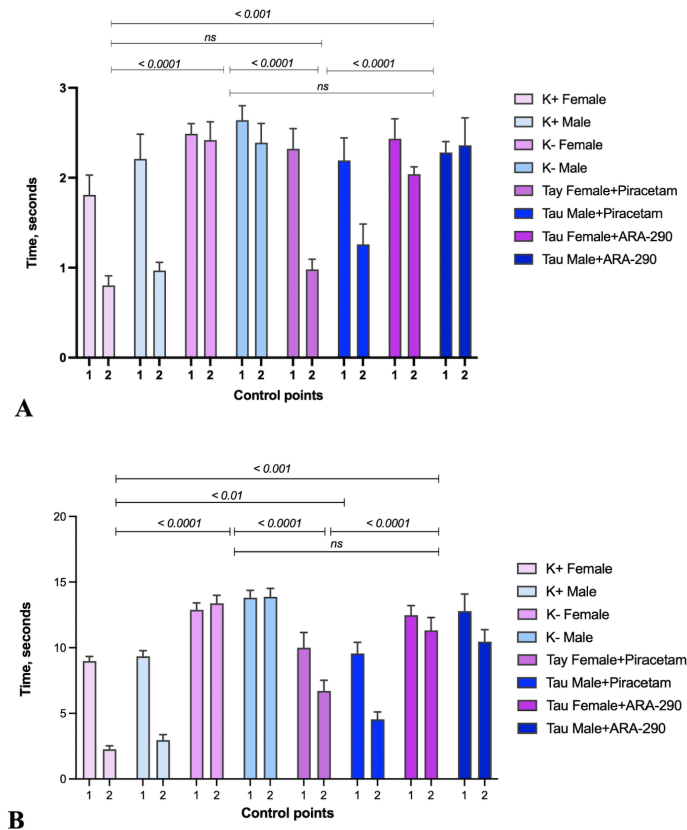 < 0.001
ns
< 0.0001 < 0.0001 < 0.0001
ns
3
2
1
0
Time, seconds
1 2 1 2 1 2 1 2 1 2 1 2 1 2 1 2
Control points
K+ Female
K+ Male
K- Female
K- Male
Tay Female+Piracetam
Tau Male+Piracetam
Tau Female+ARA-290
Tau Male+ARA-290
A
< 0.001
< 0.01
< 0.0001 < 0.0001 < 0.0001
ns
20
15
10
5
0
Time, seconds
1 2 1 2 1 2 1 2 1 2 1 2 1 2 1 2
Control points
K+ Female
K+ Male
K- Female
K- Male
Tay Female+Piracetam
Tau Male+Piracetam
Tau Female+ARA-290
Tau Male+ARA-290
B